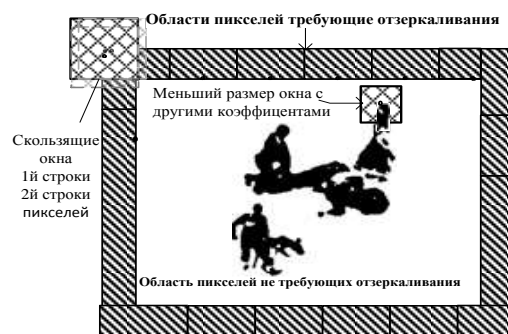 Области пикселей требующие отзеркаливания
Меньший размер окна с
другими коэффицентами
Скользящие
окна
1й строки
2й строки
пикселей
Область пикселей не требующих отзеркаливания